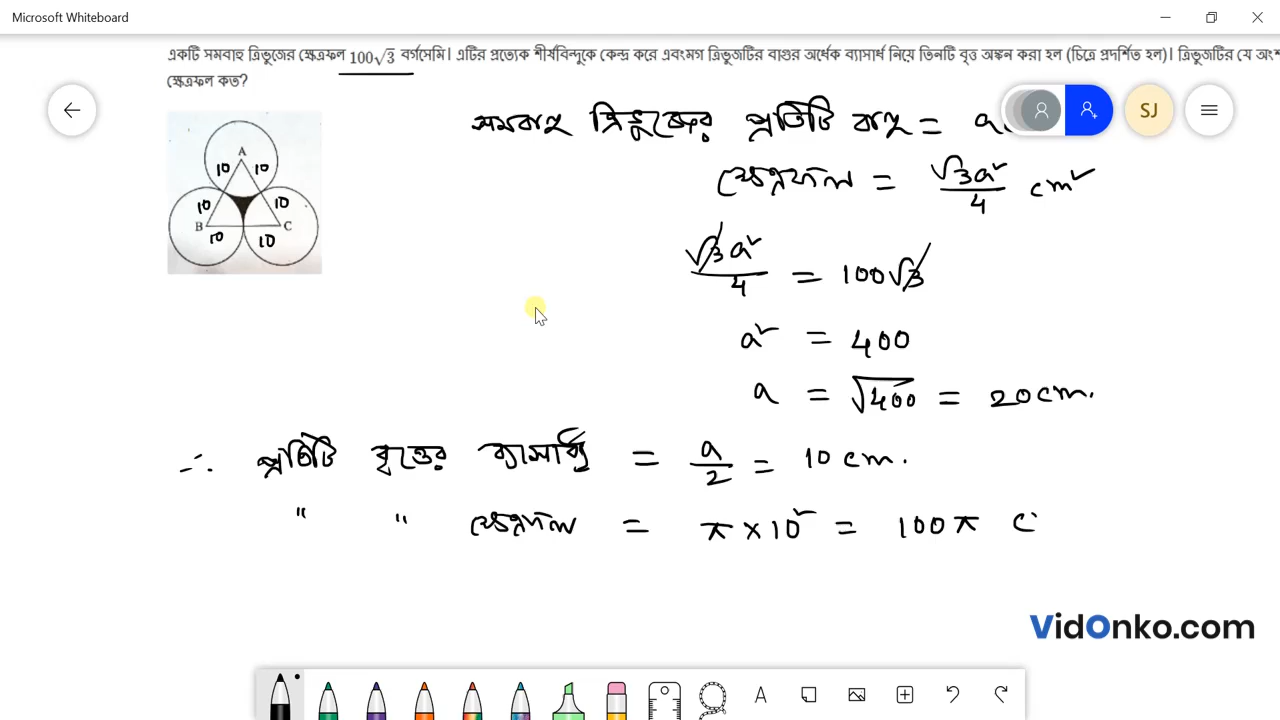 Microsoft Whiteboard
একটি সমবাহু ত্রিভুজের ক্ষেত্রফল 100√3 বর্গসেমি। এটির প্রত্যেক শীর্ষবিন্দুকে কেন্দ্র করে এবংমগ ত্রিভুজটির বাগুর অর্ধেক ব্যাসার্ধ নিয়ে তিনটি বৃত্ত অঙ্কন করা হল (চিত্রে প্রদর্শিত হল)। ত্রিভুজটির যে অংশ
ক্ষেত্রফল কত?
SJ
সমবাহু ত্রিভুজের প্রতিটি বাহু = a
A
10 10
10 10
B C
10 10
ক্ষেত্রফল = √3a²/4 cm²
√3a²/4 = 100√3
a² = 400
a = √400 = 20cm.
∴ প্রতিটি বৃত্তের ব্যাসার্ধ = a/2 = 10 cm.
" " ক্ষেত্রফল = π×10² = 100π c
VidOnko.com
A